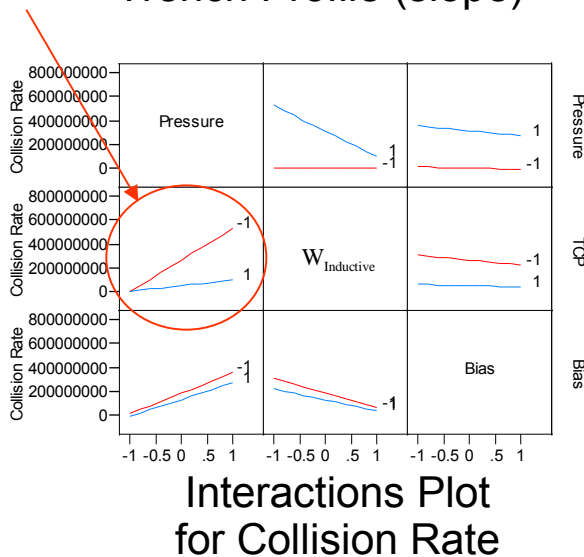 Trench Profile (slope)
Collision Rate
800000000
600000000
400000000
200000000
0
Pressure
1
-1
1
-1
Pressure
Collision Rate
800000000
600000000
400000000
200000000
0
-1
1
W Inductive
-1
1
TCP
Collision Rate
800000000
600000000
400000000
200000000
0
-1
1
-1
Bias
Bias
-1 -0.5 0 .5 1 -1 -0.5 0 .5 1 -1 -0.5 0 .5 1
Interactions Plot
for Collision Rate